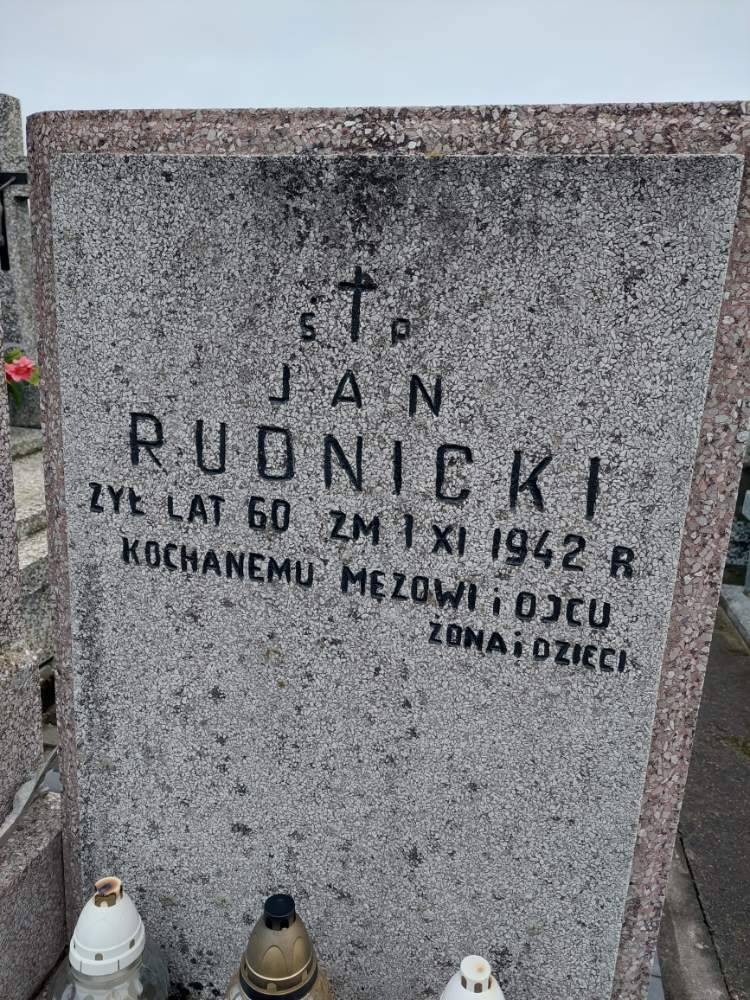 Ś P
JAN
RUDNICKI
ŻYŁ LAT 60 ZM 1 XI 1942 R
KOCHANEMU MĘŻOWI i OJCU
ŻONA i DZIECI